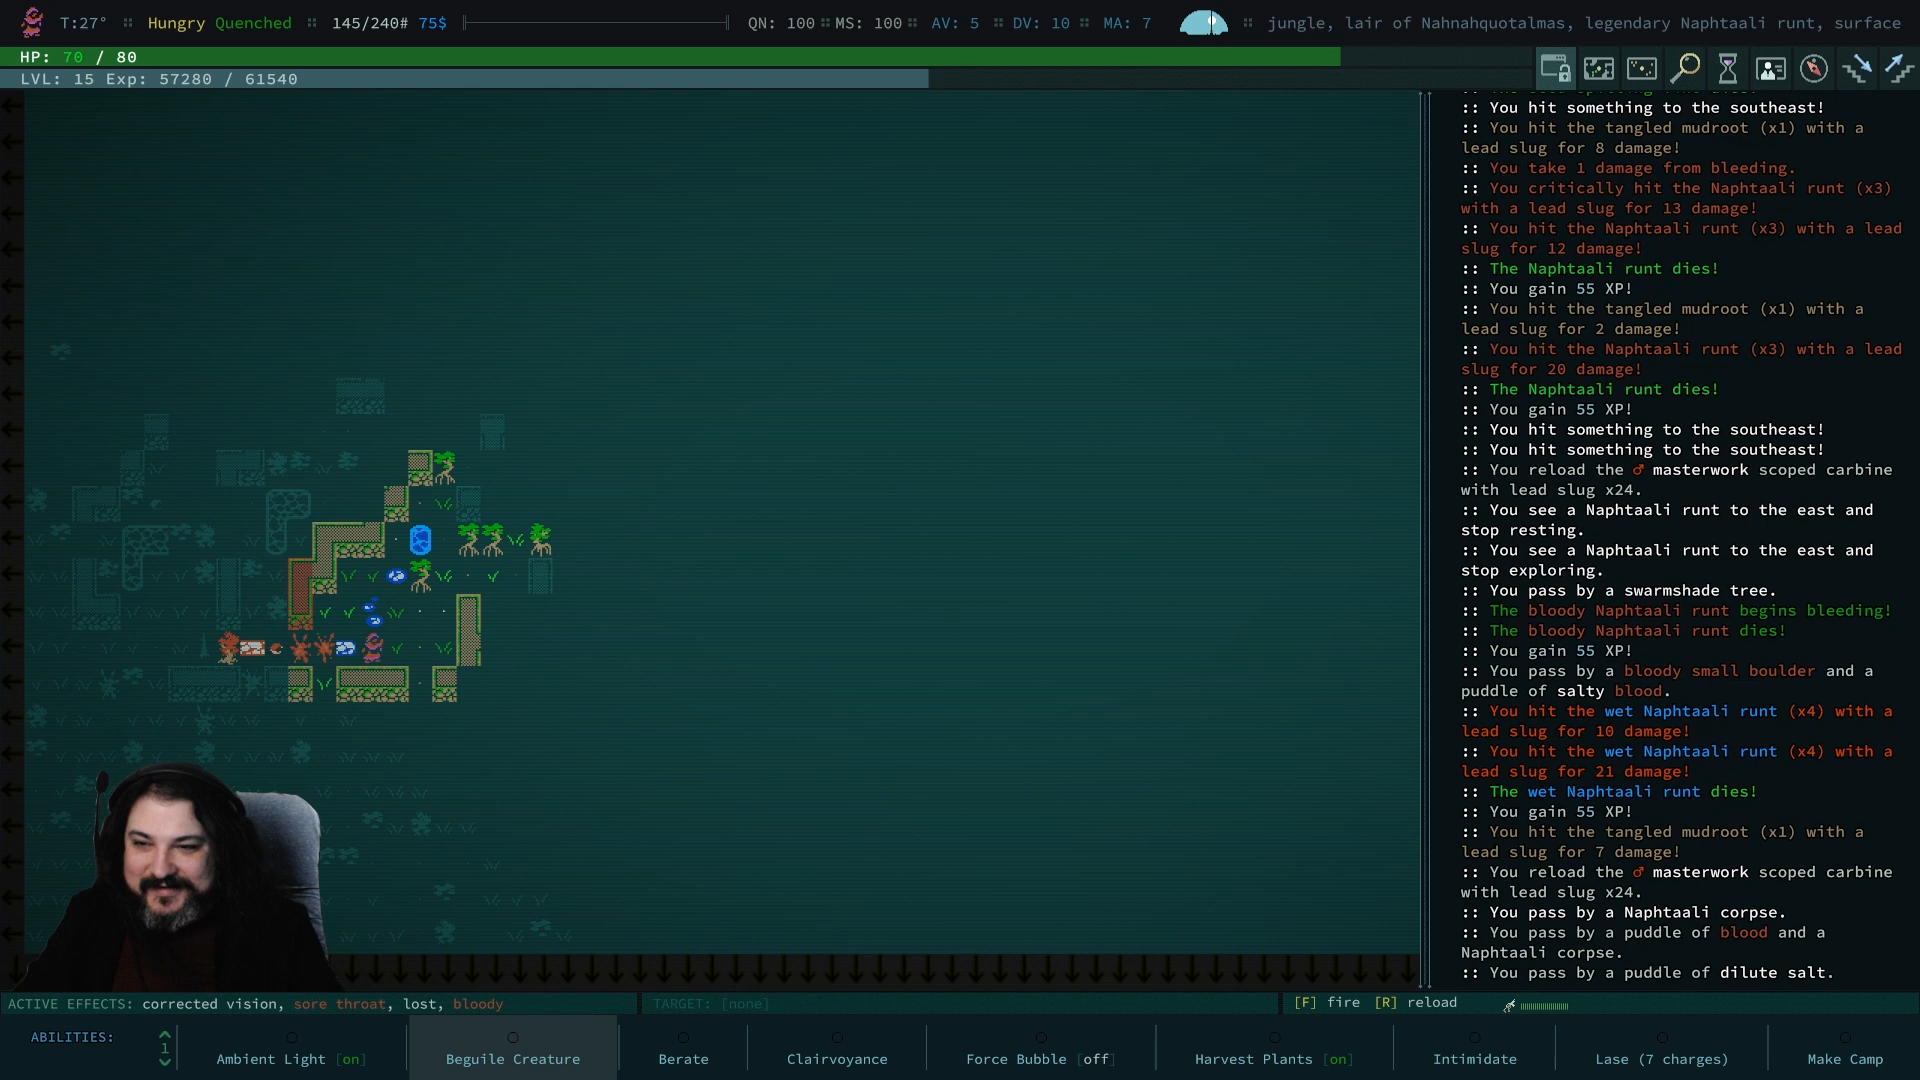 T:27° Hungry Quenched 145/240# 75$ QN: 100 MS: 100 AV: 5 DV: 10 MA: 7 jungle, lair of Nahnahquotalmas, legendary Naphtaali runt, surface
HP: 70 / 80
LVL: 15 Exp: 57280 / 61540
:: You hit something to the southeast!
:: You hit the tangled mudroot (x1) with a
lead slug for 8 damage!
:: You take 1 damage from bleeding.
:: You critically hit the Naphtaali runt (x3)
with a lead slug for 13 damage!
:: You hit the Naphtaali runt (x3) with a lead
slug for 12 damage!
:: The Naphtaali runt dies!
:: You gain 55 XP!
:: You hit the tangled mudroot (x1) with a
lead slug for 2 damage!
:: You hit the Naphtaali runt (x3) with a lead
slug for 20 damage!
:: The Naphtaali runt dies!
:: You gain 55 XP!
:: You hit something to the southeast!
:: You hit something to the southeast!
:: You reload the ♂ masterwork scoped carbine
with lead slug x24.
:: You see a Naphtaali runt to the east and
stop resting.
:: You see a Naphtaali runt to the east and
stop exploring.
:: You pass by a swarmshade tree.
:: The bloody Naphtaali runt begins bleeding!
:: The bloody Naphtaali runt dies!
:: You gain 55 XP!
:: You pass by a bloody small boulder and a
puddle of salty blood.
:: You hit the wet Naphtaali runt (x4) with a
lead slug for 10 damage!
:: You hit the wet Naphtaali runt (x4) with a
lead slug for 21 damage!
:: The wet Naphtaali runt dies!
:: You gain 55 XP!
:: You hit the tangled mudroot (x1) with a
lead slug for 7 damage!
:: You reload the ♂ masterwork scoped carbine
with lead slug x24.
:: You pass by a Naphtaali corpse.
:: You pass by a puddle of blood and a
Naphtaali corpse.
:: You pass by a puddle of dilute salt.
ACTIVE EFFECTS: corrected vision, sore throat, lost, bloody TARGET: [none] [F] fire [R] reload
ABILITIES: 1 Ambient Light [on] Beguile Creature Berate Clairvoyance Force Bubble [off] Harvest Plants [on] Intimidate Lase (7 charges) Make Camp